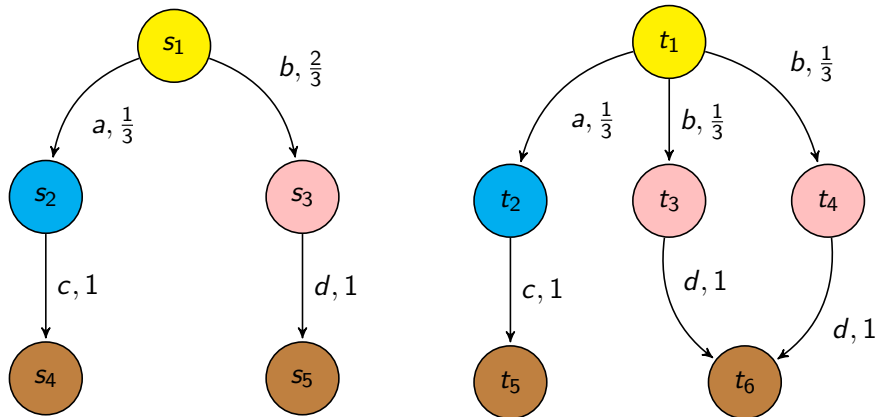 s₁
b, 2/3
a, 1/3
s₂
s₃
c, 1
d, 1
s₄
s₅
t₁
b, 1/3
a, 1/3
b, 1/3
t₂
t₃
t₄
c, 1
d, 1
d, 1
t₅
t₆